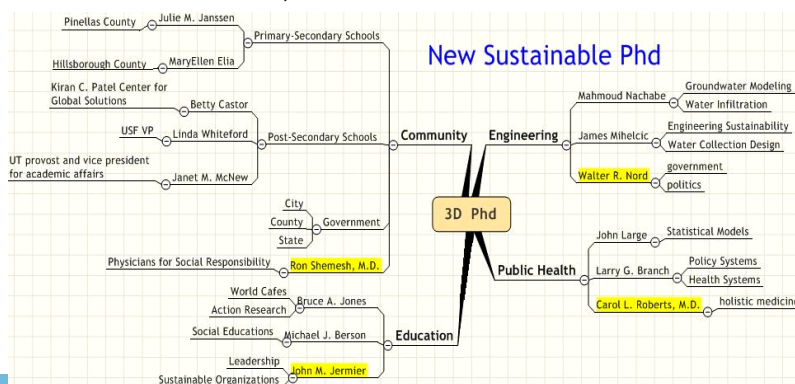 New Sustainable Phd
3D Phd
Community
Primary-Secondary Schools
Julie M. Janssen
Pinellas County
MaryEllen Elia
Hillsborough County
Post-Secondary Schools
Betty Castor
Kiran C. Patel Center for
Global Solutions
Linda Whiteford
USF VP
Janet M. McNew
UT provost and vice president
for academic affairs
Government
City
County
State
Ron Shemesh, M.D.
Physicians for Social Responsibility
Engineering
Mahmoud Nachabe
Groundwater Modeling
Water Infiltration
James Mihelcic
Engineering Sustainability
Water Collection Design
Walter R. Nord
government
politics
Public Health
John Large
Statistical Models
Larry G. Branch
Policy Systems
Health Systems
Carol L. Roberts, M.D.
holistic medicine
Education
Bruce A. Jones
World Cafes
Action Research
Michael J. Berson
Social Educations
John M. Jermier
Leadership
Sustainable Organizations